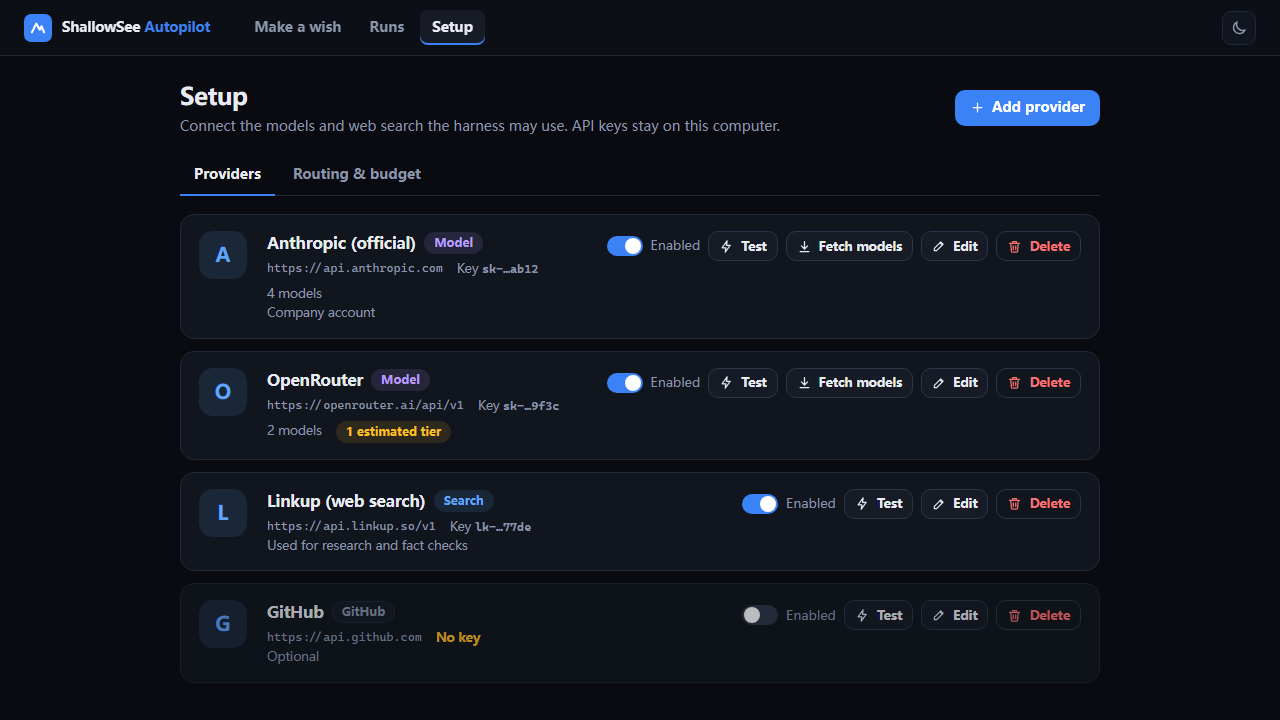 ShallowSee Autopilot Make a wish Runs Setup
Setup
Connect the models and web search the harness may use. API keys stay on this computer.
+ Add provider
Providers Routing & budget
A Anthropic (official) Model Enabled Test Fetch models Edit Delete
https://api.anthropic.com Key sk-…ab12
4 models
Company account
O OpenRouter Model Enabled Test Fetch models Edit Delete
https://openrouter.ai/api/v1 Key sk-…9f3c
2 models 1 estimated tier
L Linkup (web search) Search Enabled Test Edit Delete
https://api.linkup.so/v1 Key lk-…77de
Used for research and fact checks
G GitHub GitHub Enabled Test Edit Delete
https://api.github.com No key
Optional